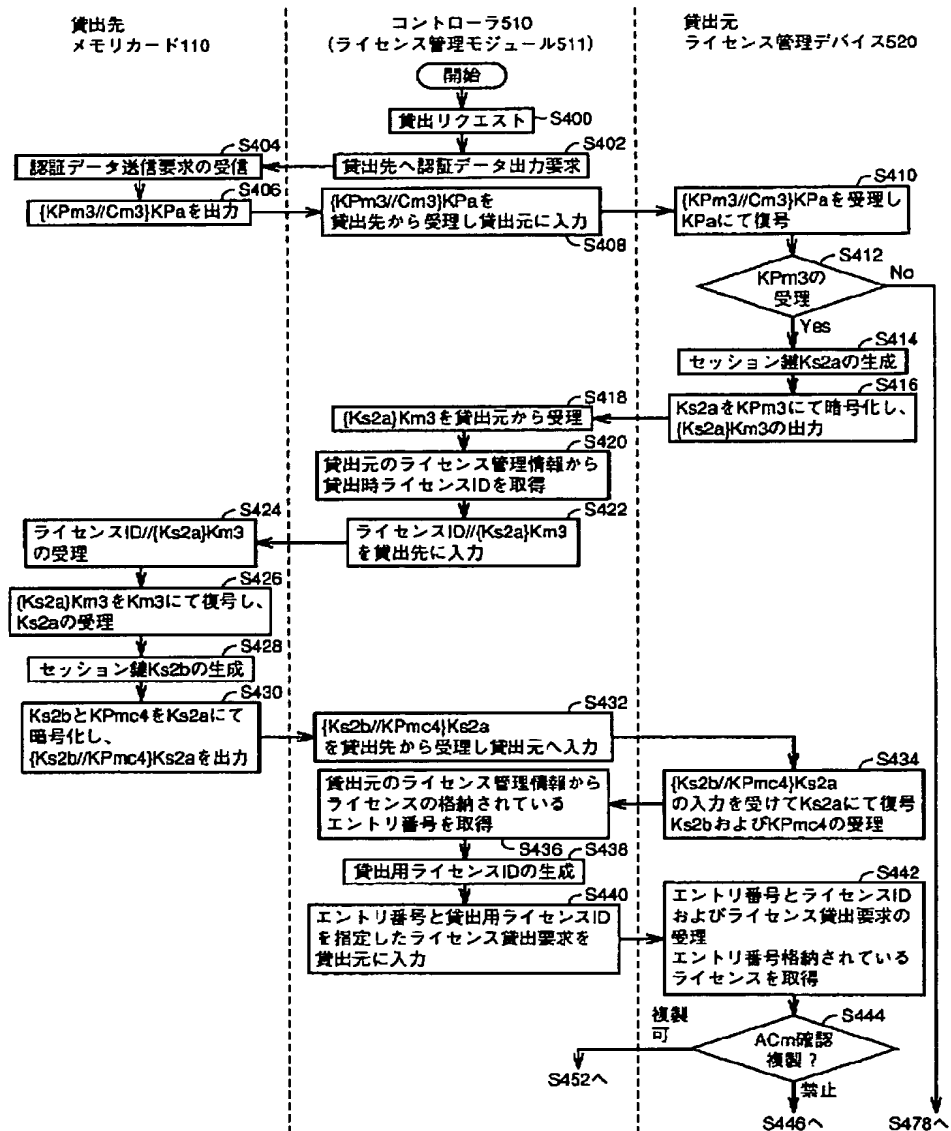 貸出先
メモリカード110
コントローラ510
(ライセンス管理モジュール511)
貸出元
ライセンス管理デバイス520
開始
貸出リクエスト
S400
S402
貸出先へ認証データ出力要求
S404
認証データ送信要求の受信
S406
{KPm3//Cm3}KPaを出力
{KPm3//Cm3}KPaを
貸出先から受理し貸出元に入力
S408
S410
{KPm3//Cm3}KPaを受理し
KPaにて復号
S412
KPm3の
受理
No
Yes
S414
セッション鍵Ks2aの生成
S416
Ks2aをKPm3にて暗号化し、
{Ks2a}Km3の出力
S418
{Ks2a}Km3を貸出元から受理
S420
貸出元のライセンス管理情報から
貸出時ライセンスIDを取得
S422
ライセンスID//{Ks2a}Km3
を貸出先に入力
S424
ライセンスID//{Ks2a}Km3
の受理
S426
{Ks2a}Km3をKm3にて復号し、
Ks2aの受理
S428
セッション鍵Ks2bの生成
S430
Ks2bとKPmc4をKs2aにて
暗号化し、
{Ks2b//KPmc4}Ks2aを出力
S432
{Ks2b//KPmc4}Ks2a
を貸出先から受理し貸出元へ入力
S434
{Ks2b//KPmc4}Ks2a
の入力を受けてKs2aにて復号
Ks2bおよびKPmc4の受理
貸出元のライセンス管理情報から
ライセンスの格納されている
エントリ番号を取得
S436
S438
貸出用ライセンスIDの生成
S440
エントリ番号と貸出用ライセンスID
を指定したライセンス貸出要求を
貸出元に入力
S442
エントリ番号とライセンスID
およびライセンス貸出要求の
受理
エントリ番号格納されている
ライセンスを取得
S444
ACm確認
複製?
複製
可
禁止
S452へ
S446へ
S478へ